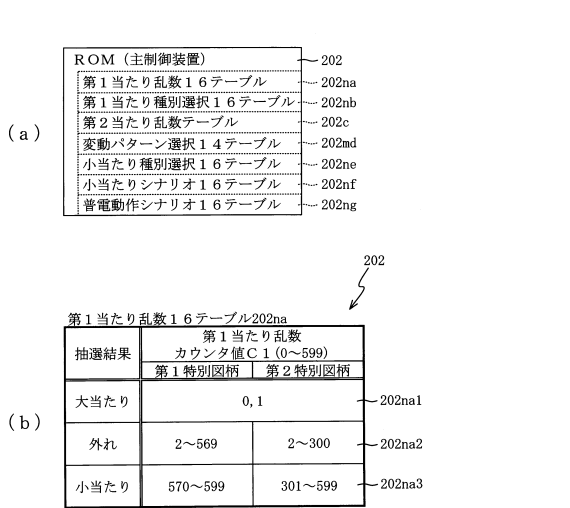 ROM（主制御装置） 202
第１当たり乱数１６テーブル 202na
第１当たり種別選択１６テーブル 202nb
第２当たり乱数テーブル 202c
(a)
変動パターン選択１４テーブル 202md
小当たり種別選択１６テーブル 202ne
小当たりシナリオ１６テーブル 202nf
普電動作シナリオ１６テーブル 202ng
202
第１当たり乱数１６テーブル202na
抽選結果
第１当たり乱数
カウンタ値Ｃ１(0～599)
第１特別図柄 第２特別図柄
大当たり 0,1 202na1
(b)
外れ 2～569 2～300 202na2
小当たり 570～599 301～599 202na3